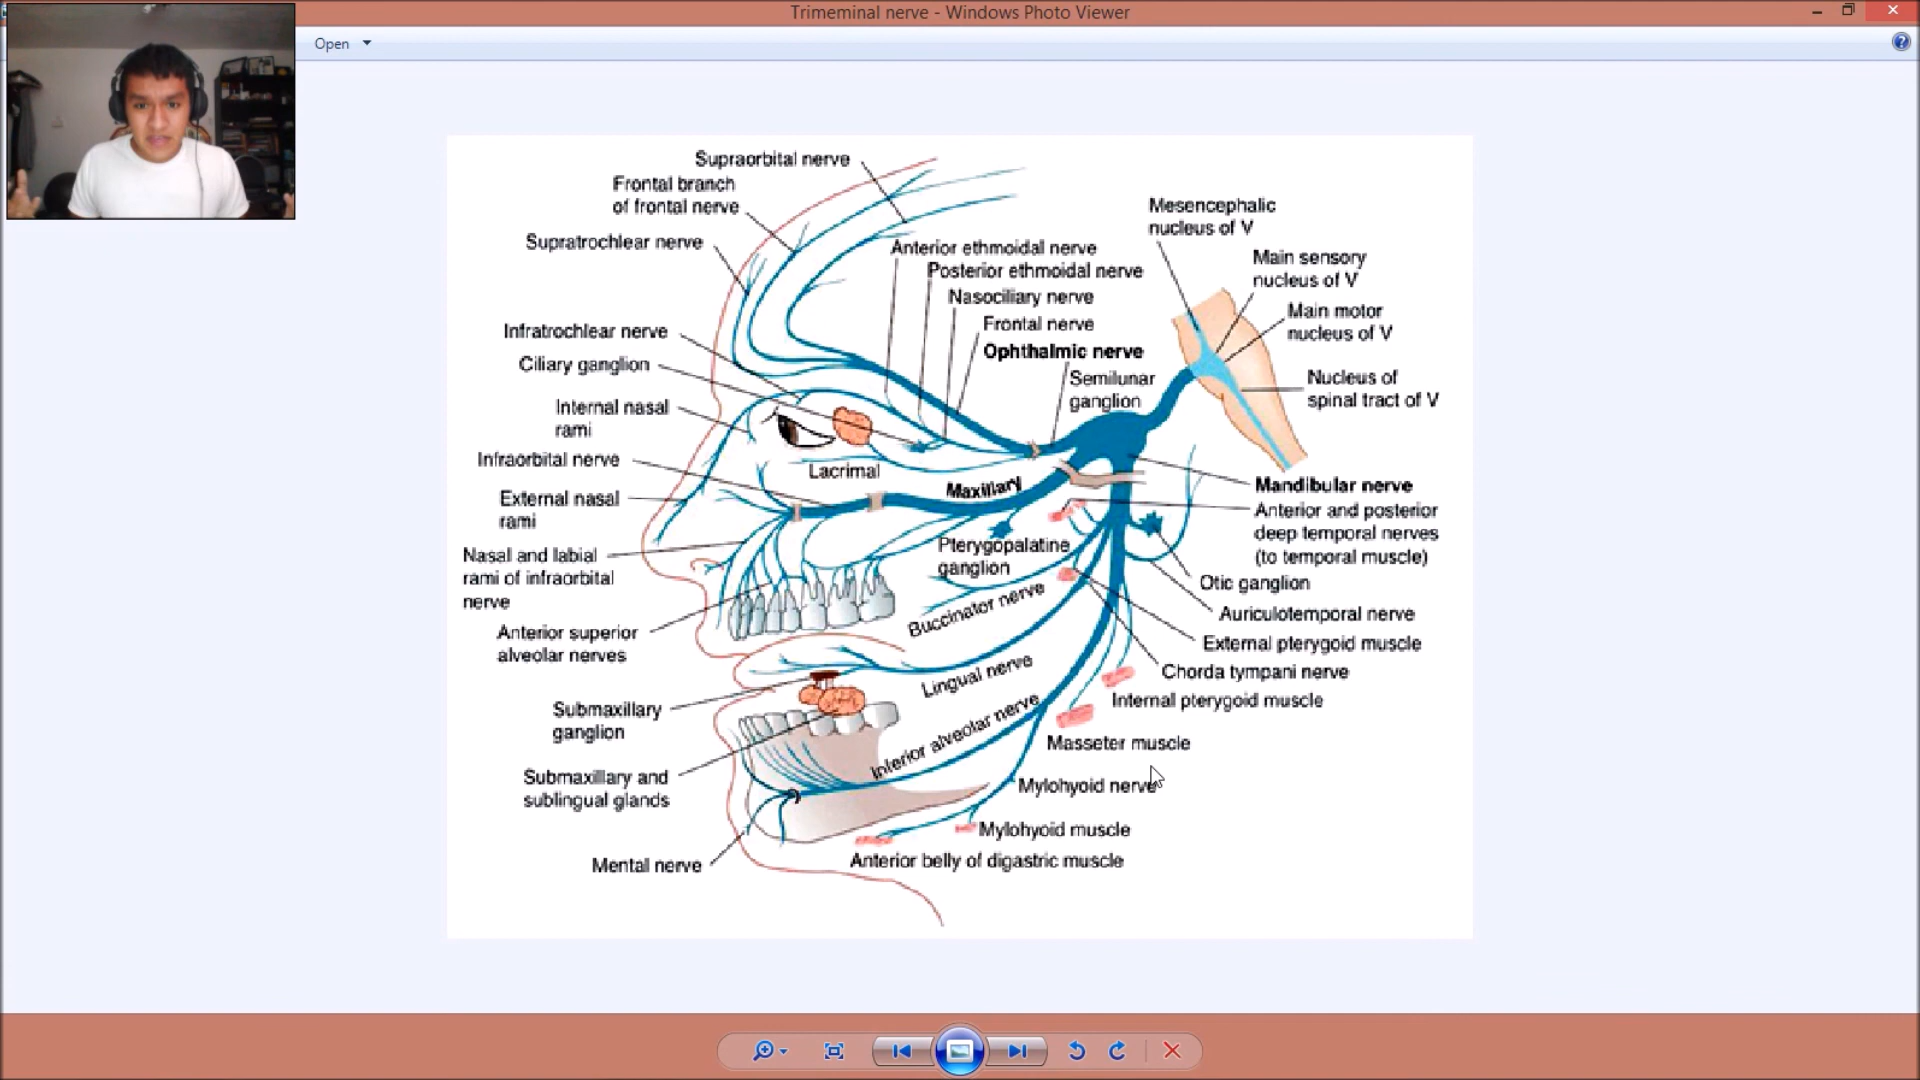 Trimeminal nerve - Windows Photo Viewer
Open
Supraorbital nerve
Frontal branch
of frontal nerve
Supratrochlear nerve
Infratrochlear nerve
Ciliary ganglion
Internal nasal
rami
Infraorbital nerve
External nasal
rami
Nasal and labial
rami of infraorbital
nerve
Anterior superior
alveolar nerves
Submaxillary
ganglion
Submaxillary and
sublingual glands
Mental nerve
Anterior ethmoidal nerve
Posterior ethmoidal nerve
Nasociliary nerve
Frontal nerve
Ophthalmic nerve
Semilunar
ganglion
Lacrimal
Maxillary
Pterygopalatine
ganglion
Buccinator nerve
Lingual nerve
Interior alveolar nerve
Mesencephalic
nucleus of V
Main sensory
nucleus of V
Main motor
nucleus of V
Nucleus of
spinal tract of V
Mandibular nerve
Anterior and posterior
deep temporal nerves
(to temporal muscle)
Otic ganglion
Auriculotemporal nerve
External pterygoid muscle
Chorda tympani nerve
Internal pterygoid muscle
Masseter muscle
Mylohyoid nerve
Mylohyoid muscle
Anterior belly of digastric muscle